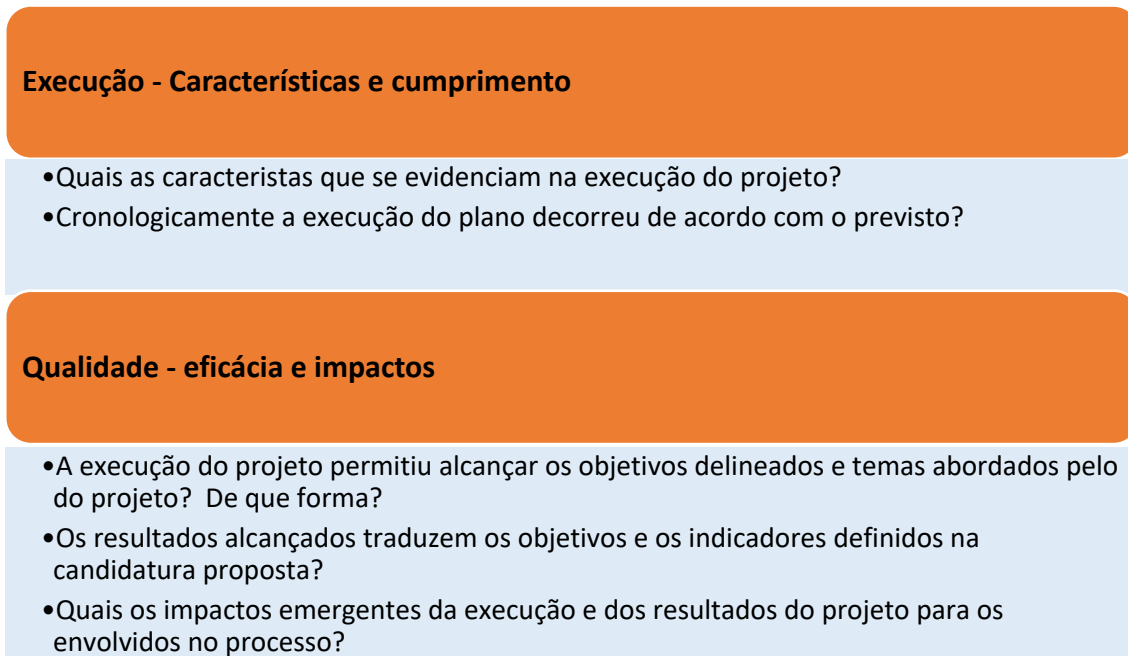 Execução - Características e cumprimento
•Quais as caracteristas que se evidenciam na execução do projeto?
•Cronologicamente a execução do plano decorreu de acordo com o previsto?
Qualidade - eficácia e impactos
•A execução do projeto permitiu alcançar os objetivos delineados e temas abordados pelo
do projeto? De que forma?
•Os resultados alcançados traduzem os objetivos e os indicadores definidos na
candidatura proposta?
•Quais os impactos emergentes da execução e dos resultados do projeto para os
envolvidos no processo?